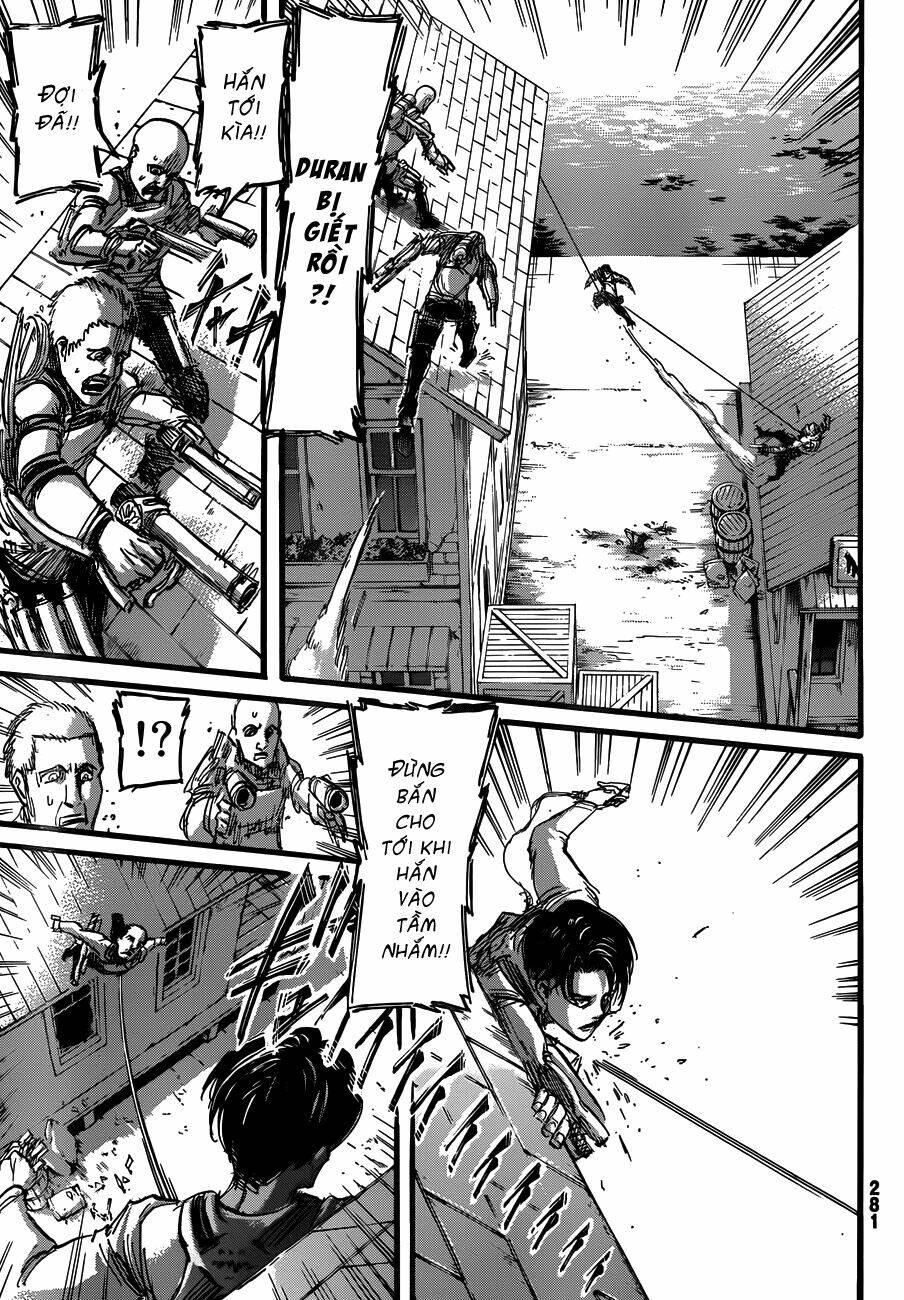 DURAN
BỊ
GIẾT
RỒI
?!
HẮN
TỚI
KÌA!!
ĐỢI
ĐÃ!!
!?
ĐỪNG
BẮN
CHO
TỚI KHI
HẮN
VÀO
TẦM
NHẮM!!
281